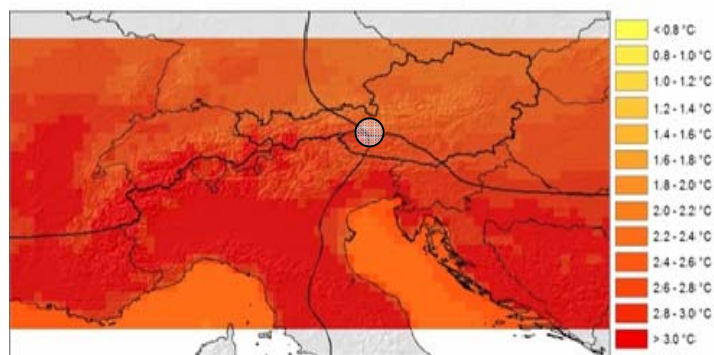 < 0.8 °C
0.8 - 1.0 °C
1.0 - 1.2 °C
1.2 - 1.4 °C
1.4 - 1.6 °C
1.6 - 1.8 °C
1.8 - 2.0 °C
2.0 - 2.2 °C
2.2 - 2.4 °C
2.4 - 2.6 °C
2.6 - 2.8 °C
2.8 - 3.0 °C
> 3.0 °C